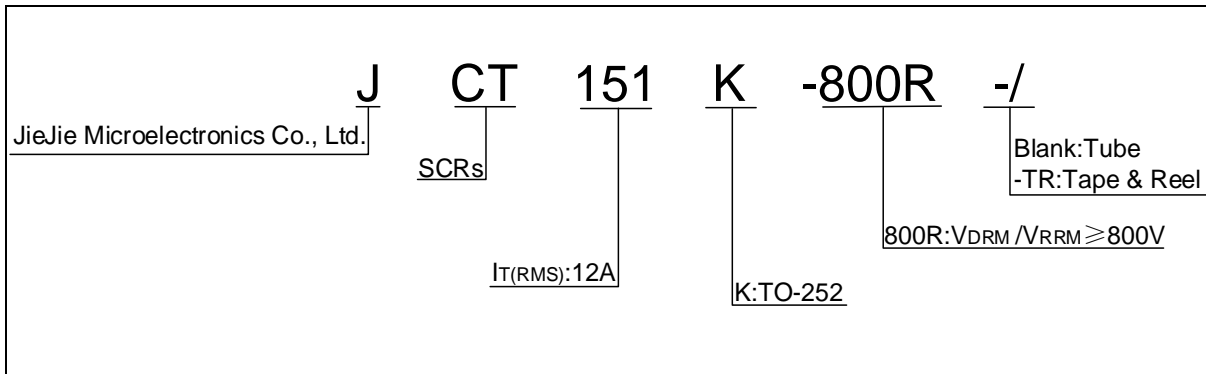 J CT 151 K -800R -/
JieJie Microelectronics Co., Ltd.
SCRs
Blank:Tube
-TR:Tape & Reel
800R:VDRM /VRRM≥800V
IT(RMS):12A
K:TO-252